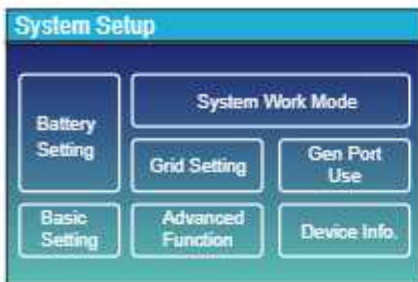 System Setup
Battery
Setting
System Work Mode
Grid Setting
Gen Port
Use
Basic
Setting
Advanced
Function
Device Info.